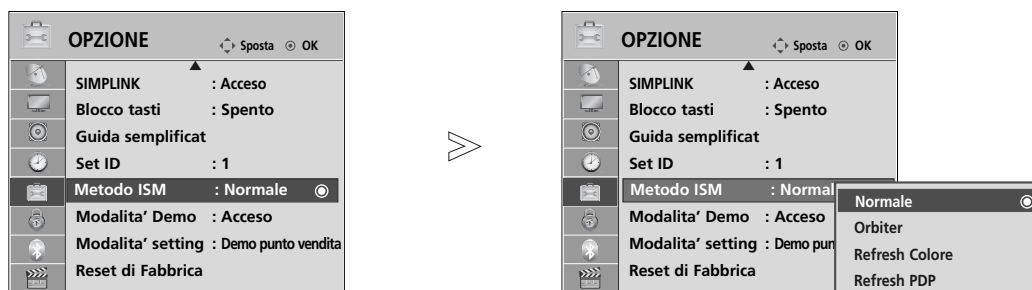 OPZIONE Sposta OK
SIMPLINK : Acceso
Blocco tasti : Spento
Guida semplificat
Set ID : 1
Metodo ISM : Normale
Modalita' Demo : Acceso
Modalita' setting : Demo punto vendita
Reset di Fabbrica
OPZIONE Sposta OK
SIMPLINK : Acceso
Blocco tasti : Spento
Guida semplificat
Set ID : 1
Metodo ISM : Normal
Modalita' Demo : Acceso
Modalita' setting : Demo pun
Reset di Fabbrica
Normale
Orbiter
Refresh Colore
Refresh PDP